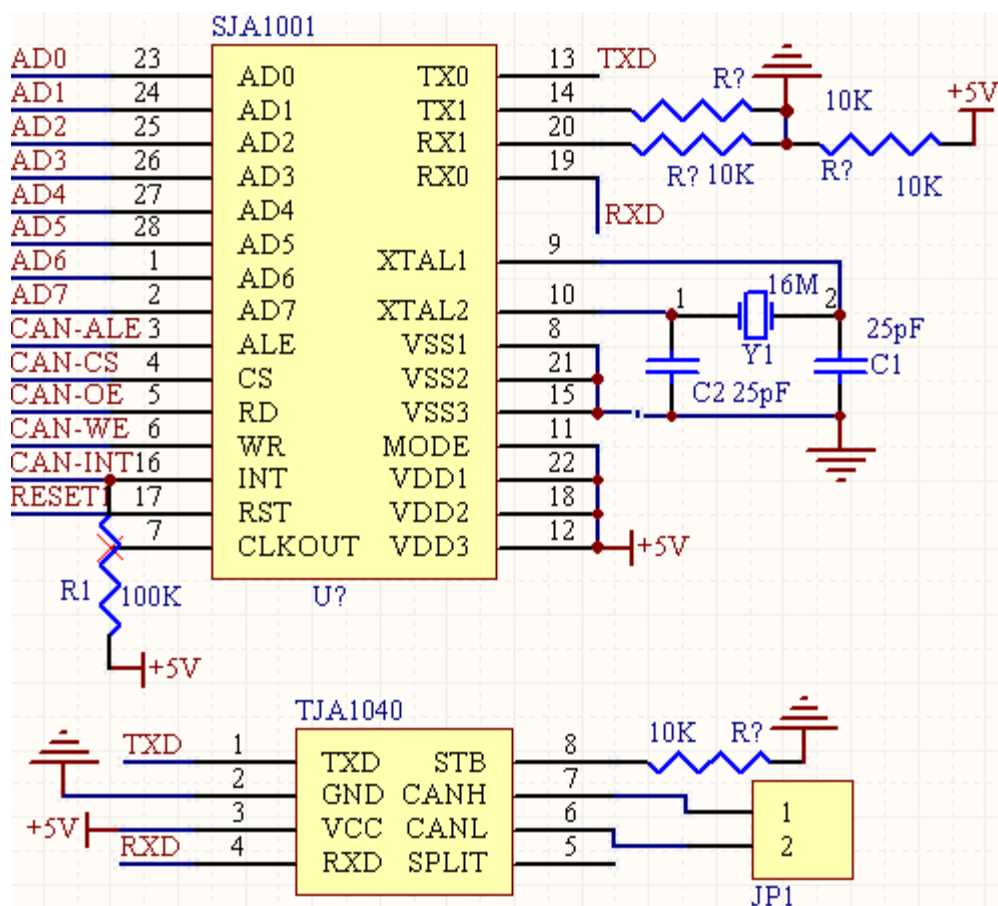 SJA1001
AD0 23 AD0 TX0 13 TXD
AD1 24 AD1 TX1 14 R? 10K +5V
AD2 25 AD2 RX1 20 R? 10K R? 10K
AD3 26 AD3 RX0 19 RXD
AD4 27 AD4
AD5 28 AD5 XTAL1 9
AD6 1 AD6 16M
AD7 2 AD7 XTAL2 10 1 Y1 2
CAN-ALE 3 ALE VSS1 8 25pF
CAN-CS 4 CS VSS2 21 C1
CAN-OE 5 RD VSS3 15 C2 25pF
CAN-WE 6 WR MODE 11
CAN-INT 16 INT VDD1 22
RESET1 17 RST VDD2 18
7 CLKOUT VDD3 12 +5V
R1 100K U?
+5V
TJA1040
TXD 1 TXD STB 8 10K R?
2 GND CANH 7
+5V 3 VCC CANL 6 1
RXD 4 RXD SPLIT 5 2
JP1